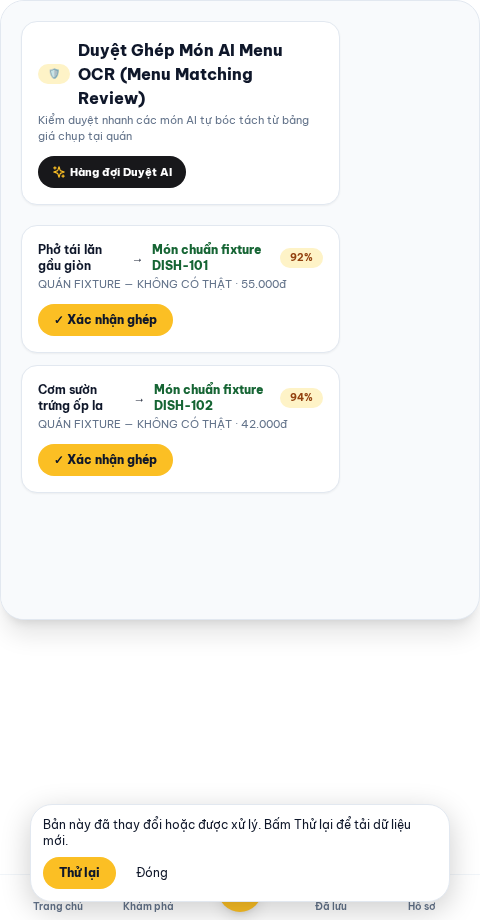 🛡️ Duyệt Ghép Món AI Menu
OCR (Menu Matching
Review)
Kiểm duyệt nhanh các món AI tự bóc tách từ bảng
giá chụp tại quán
Hàng đợi Duyệt AI
Phở tái lăn
gầu giòn
→
Món chuẩn fixture
DISH-101
92%
QUÁN FIXTURE — KHÔNG CÓ THẬT · 55.000đ
✓ Xác nhận ghép
Cơm sườn
trứng ốp la
→
Món chuẩn fixture
DISH-102
94%
QUÁN FIXTURE — KHÔNG CÓ THẬT · 42.000đ
✓ Xác nhận ghép
Bản này đã thay đổi hoặc được xử lý. Bấm Thử lại để tải dữ liệu
mới.
Thử lại Đóng
Trang chủ Khám phá Đã lưu Hồ sơ